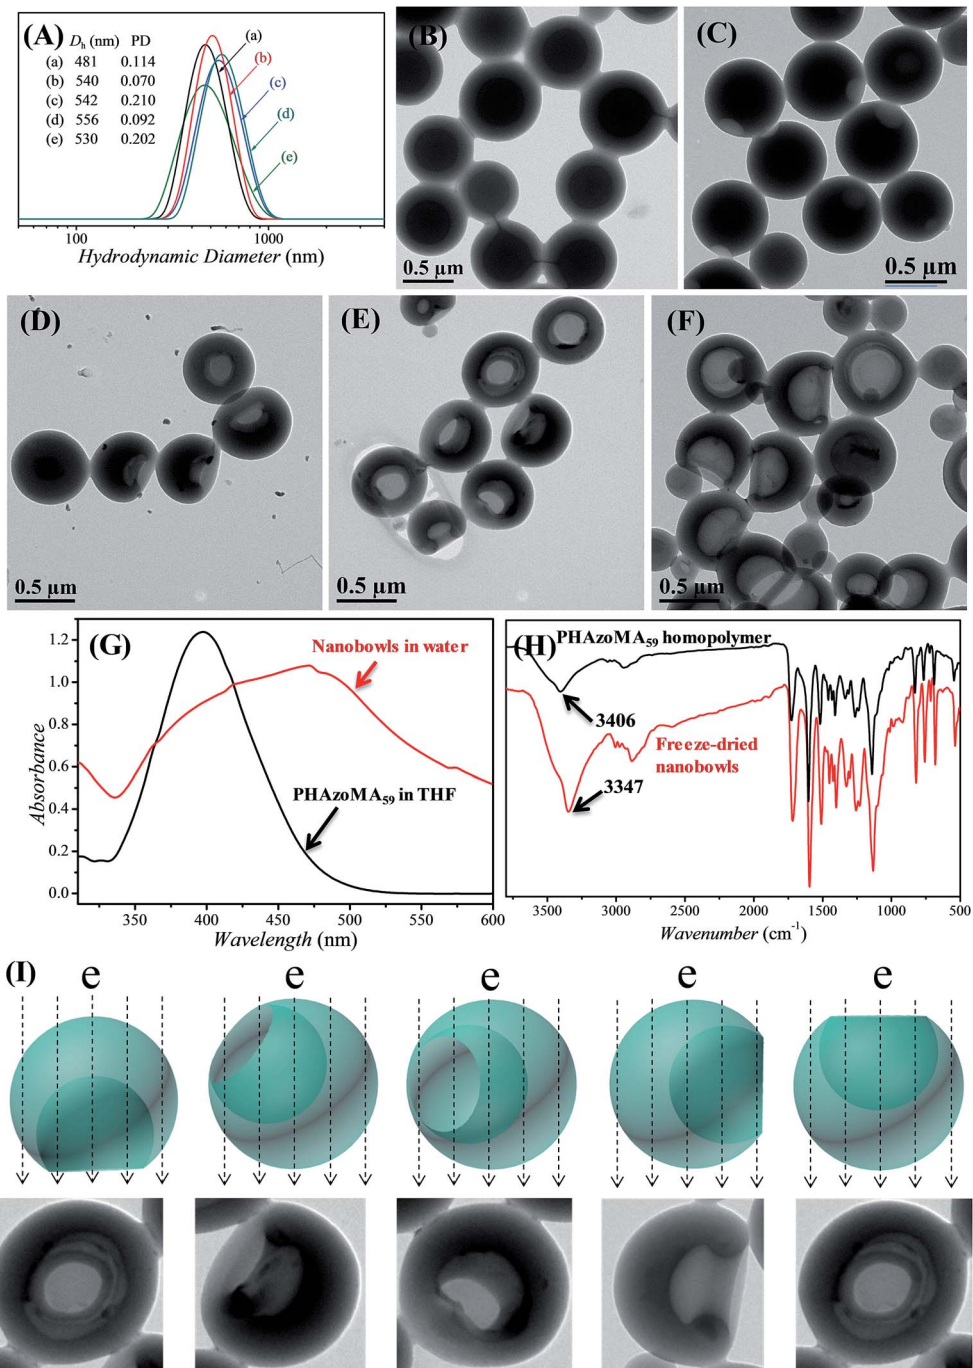 (A)
Dh (nm) PD
(a) 481 0.114
(b) 540 0.070
(c) 542 0.210
(d) 556 0.092
(e) 530 0.202
(a)
(b)
(c)
(d)
(e)
100 1000
Hydrodynamic Diameter (nm)
(B)
0.5 µm
(C)
0.5 µm
(D)
0.5 µm
(E)
0.5 µm
(F)
0.5 µm
(G)
Absorbance
1.2
1.0
0.8
0.6
0.4
0.2
0.0
Nanobowls in water
PHAzoMA59 in THF
350 400 450 500 550 600
Wavelength (nm)
(H)
PHAzoMA59 homopolymer
3406
Freeze-dried
nanobowls
3347
3500 3000 2500 2000 1500 1000 500
Wavenumber (cm-1)
(I)
e e e e e